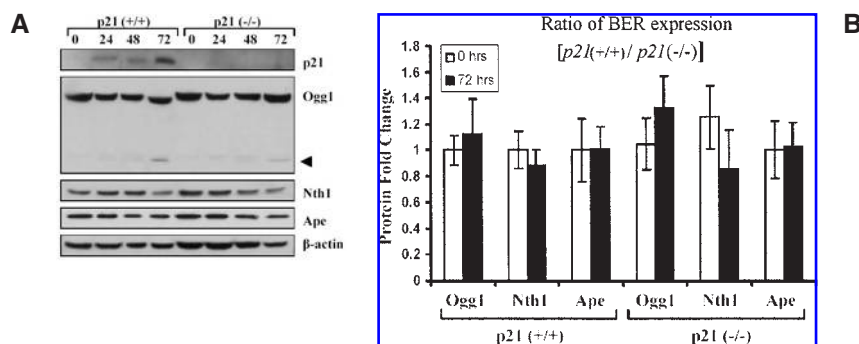 A
p21 (+/+) p21 (-/-)
0 24 48 72 0 24 48 72
p21
Ogg1
Nth1
Ape
β-actin
B
Ratio of BER expression
[p21(+/+)/ p21(-/-)]
Protein Fold Change
1.8
1.6
1.4
1.2
1
0.8
0.6
0.4
0.2
0
0 hrs
72 hrs
Ogg1 Nth1 Ape Ogg1 Nth1 Ape
p21 (+/+) p21 (-/-)